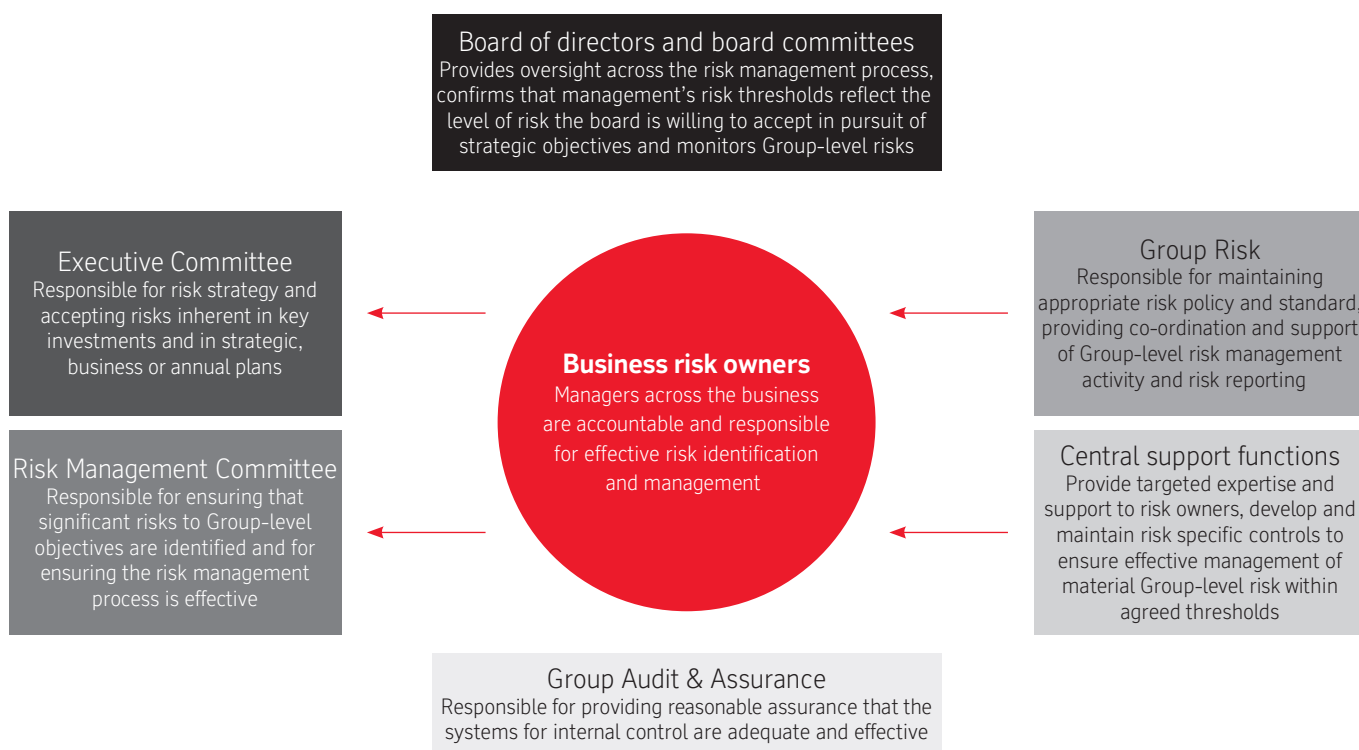 Board of directors and board committees
Provides oversight across the risk management process,
confirms that management’s risk thresholds reflect the
level of risk the board is willing to accept in pursuit of
strategic objectives and monitors Group-level risks
Executive Committee
Responsible for risk strategy and
accepting risks inherent in key
investments and in strategic,
business or annual plans
Risk Management Committee
Responsible for ensuring that
significant risks to Group-level
objectives are identified and for
ensuring the risk management
process is effective
Business risk owners
Managers across the business
are accountable and responsible
for effective risk identification
and management
Group Risk
Responsible for maintaining
appropriate risk policy and standard,
providing co-ordination and support
of Group-level risk management
activity and risk reporting
Central support functions
Provide targeted expertise and
support to risk owners, develop and
maintain risk specific controls to
ensure effective management of
material Group-level risk within
agreed thresholds
Group Audit & Assurance
Responsible for providing reasonable assurance that the
systems for internal control are adequate and effective